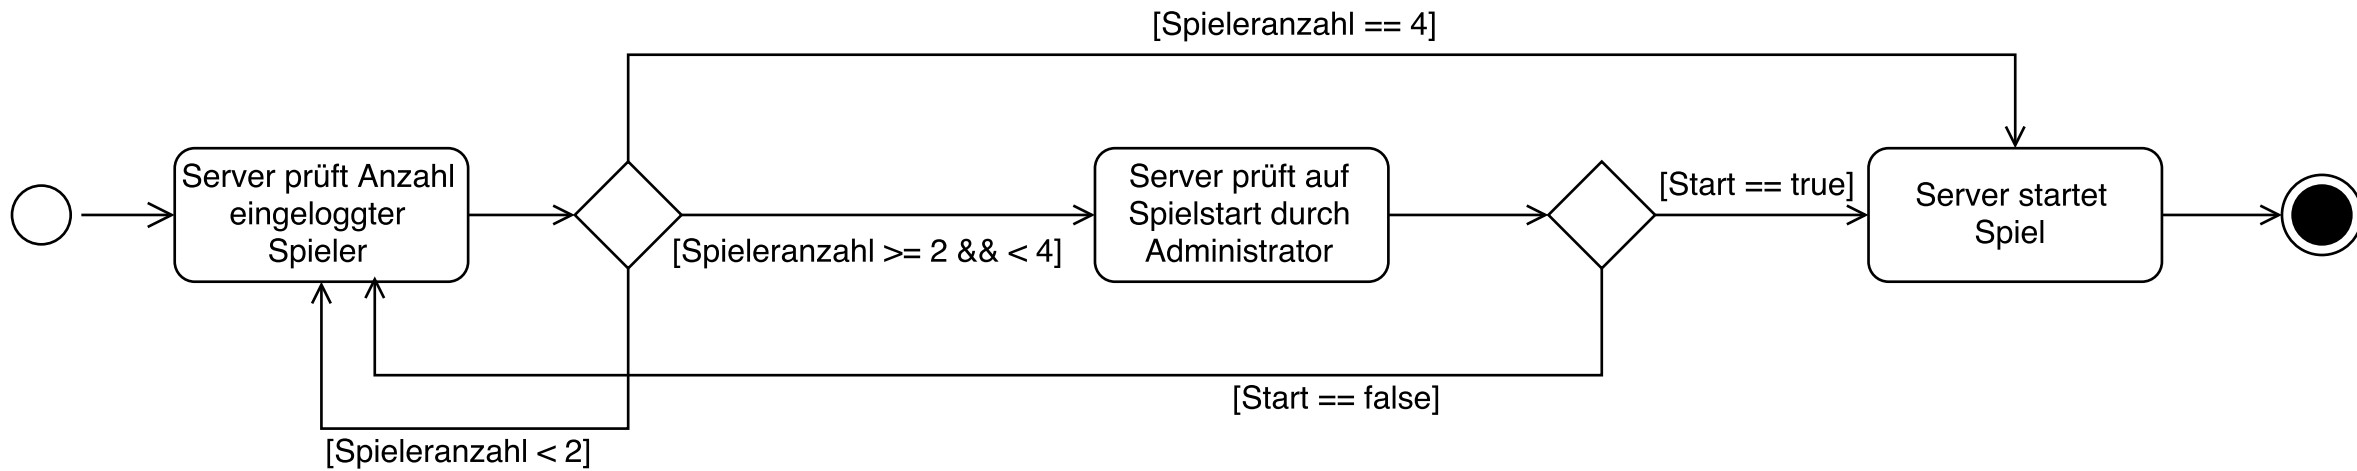 [Spieleranzahl == 4]
Server prüft Anzahl
eingeloggter
Spieler
[Spieleranzahl >= 2 && < 4]
Server prüft auf
Spielstart durch
Administrator
[Start == true]
Server startet
Spiel
[Start == false]
[Spieleranzahl < 2]